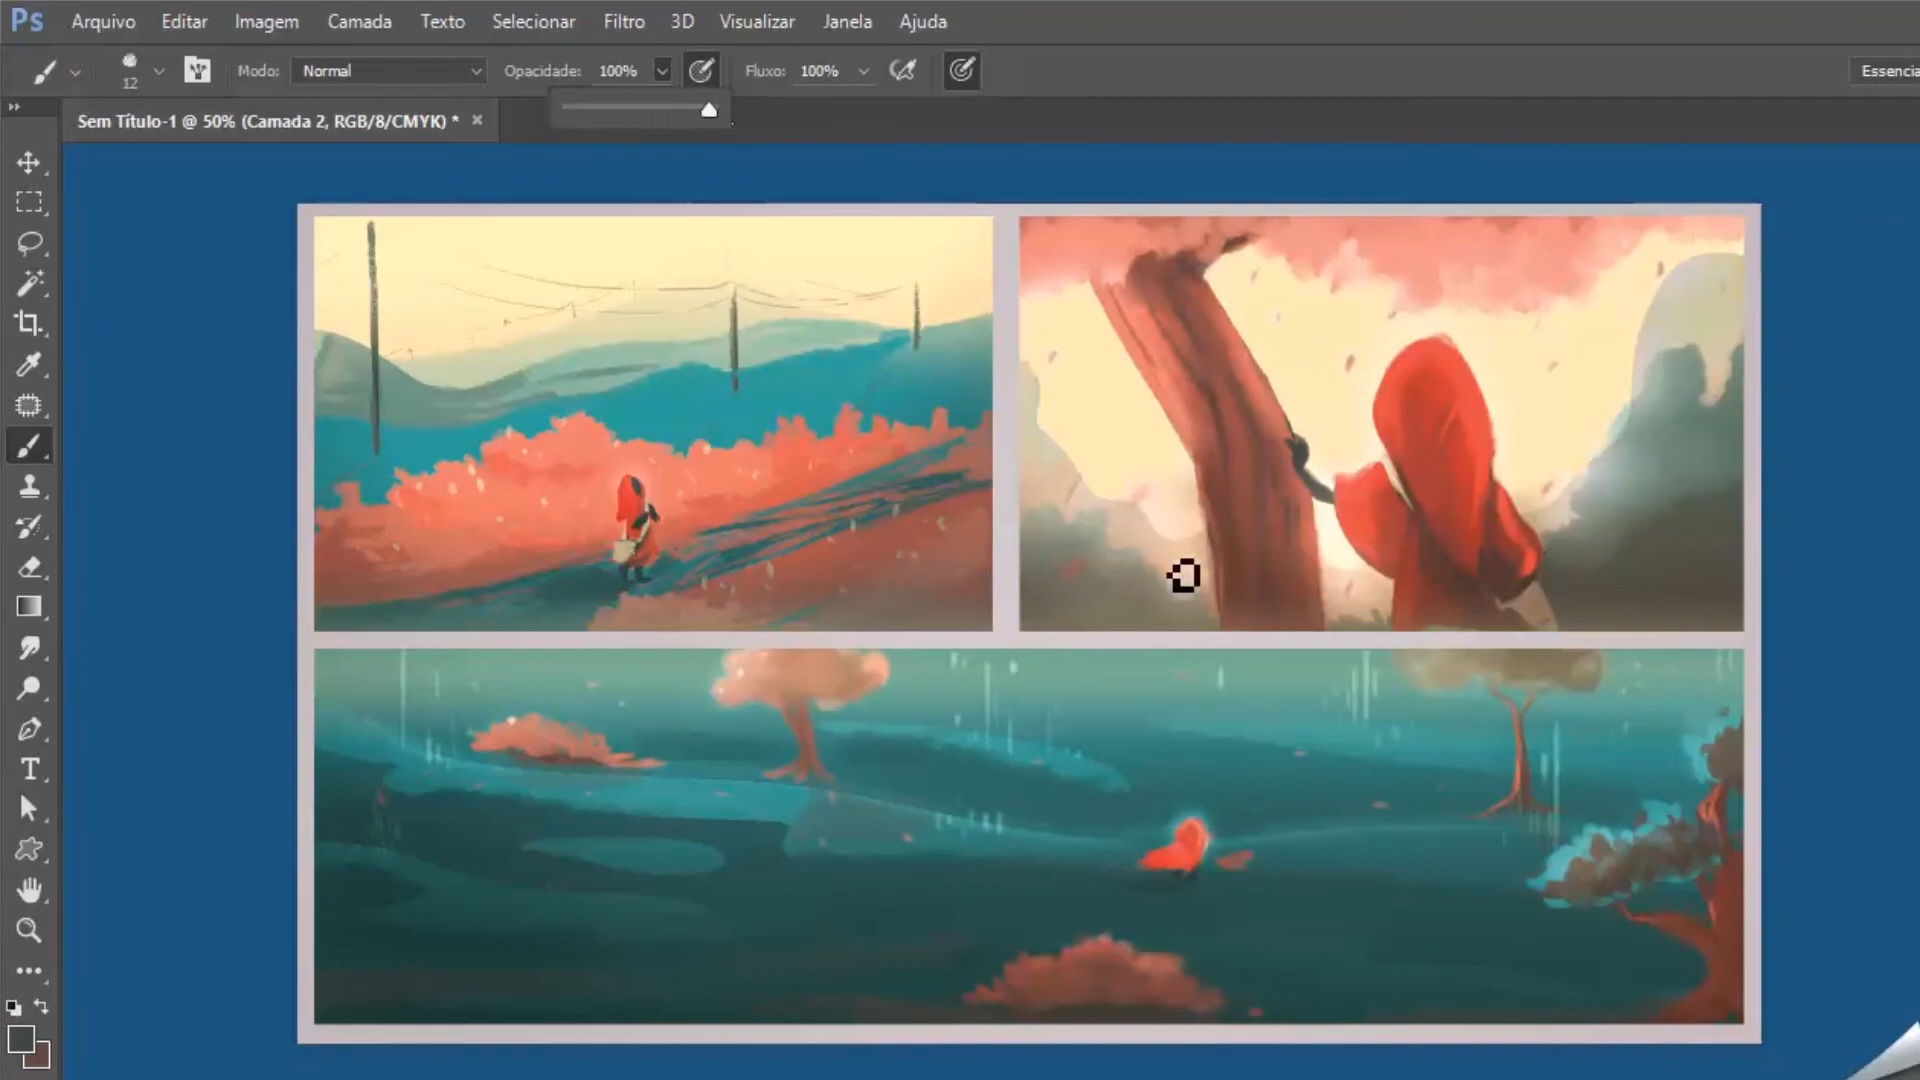 Ps Arquivo Editar Imagem Camada Texto Selecionar Filtro 3D Visualizar Janela Ajuda
12 Modo: Normal Opacidade: 100% Fluxo: 100% Essencia
Sem Título-1 @ 50% (Camada 2, RGB/8/CMYK) *